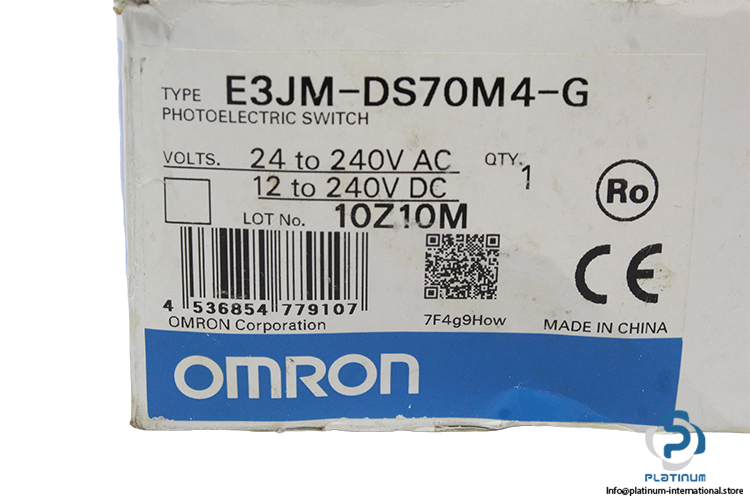 TYPE E3JM-DS70M4-G
PHOTOELECTRIC SWITCH
VOLTS. 24 to 240V AC QTY. 1
12 to 240V DC
LOT No. 10Z10M
Ro
CE
4 536854 779107
7F4g9How
OMRON Corporation
MADE IN CHINA
OMRON
PLATINUM
Info@platinum-international.store